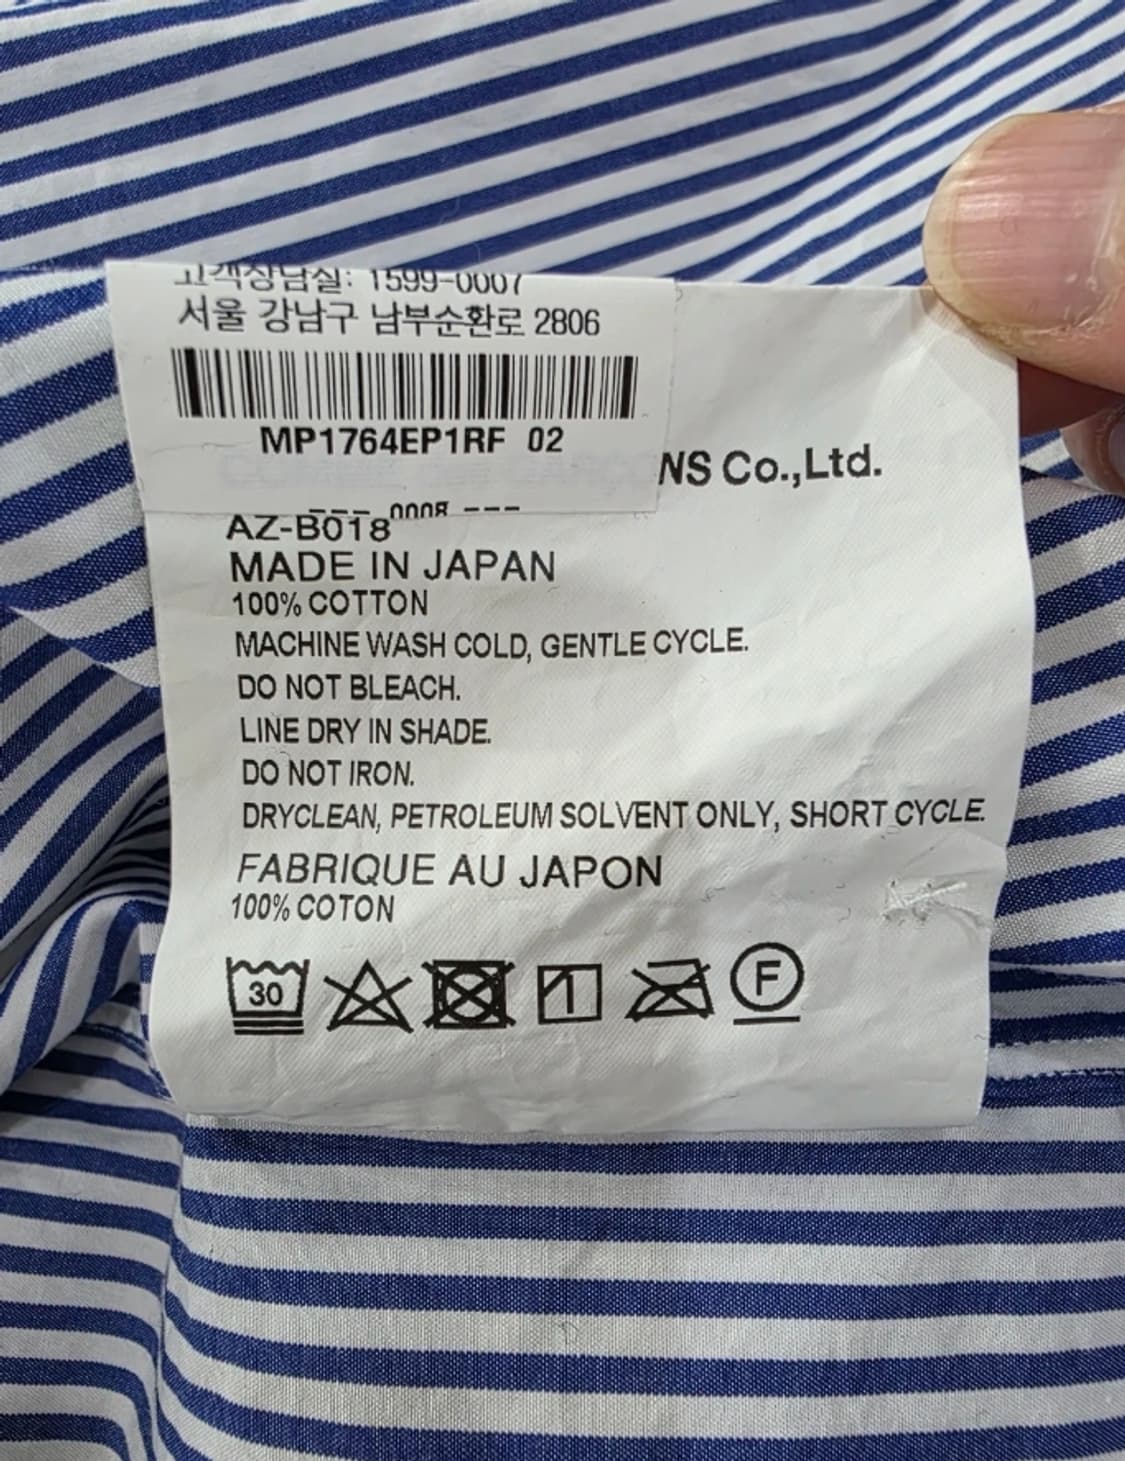 고객상담실: 1599-0007
서울 강남구 남부순환로 2806
MP1764EP1RF 02
NS Co.,Ltd.
--- 0008 ---
AZ-B018
MADE IN JAPAN
100% COTTON
MACHINE WASH COLD, GENTLE CYCLE.
DO NOT BLEACH.
LINE DRY IN SHADE.
DO NOT IRON.
DRYCLEAN, PETROLEUM SOLVENT ONLY, SHORT CYCLE.
FABRIQUE AU JAPON
100% COTON
30 F